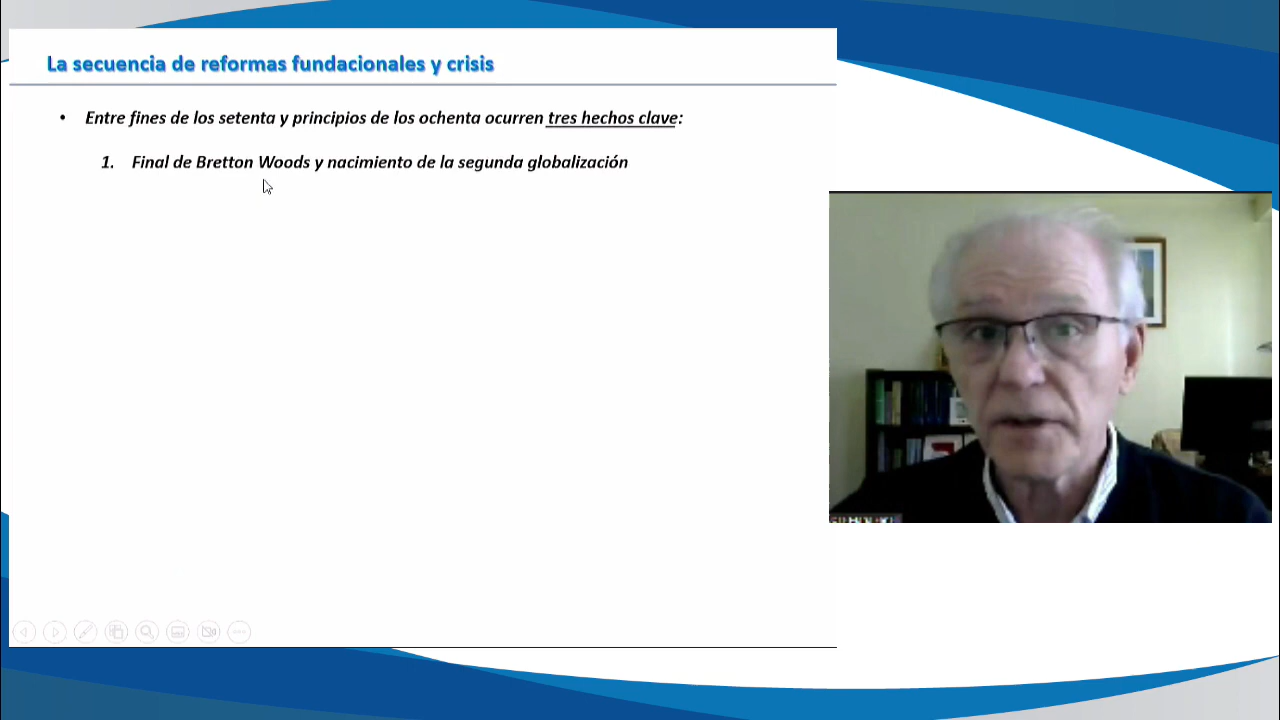 La secuencia de reformas fundacionales y crisis
• Entre fines de los setenta y principios de los ochenta ocurren tres hechos clave:
1. Final de Bretton Woods y nacimiento de la segunda globalización